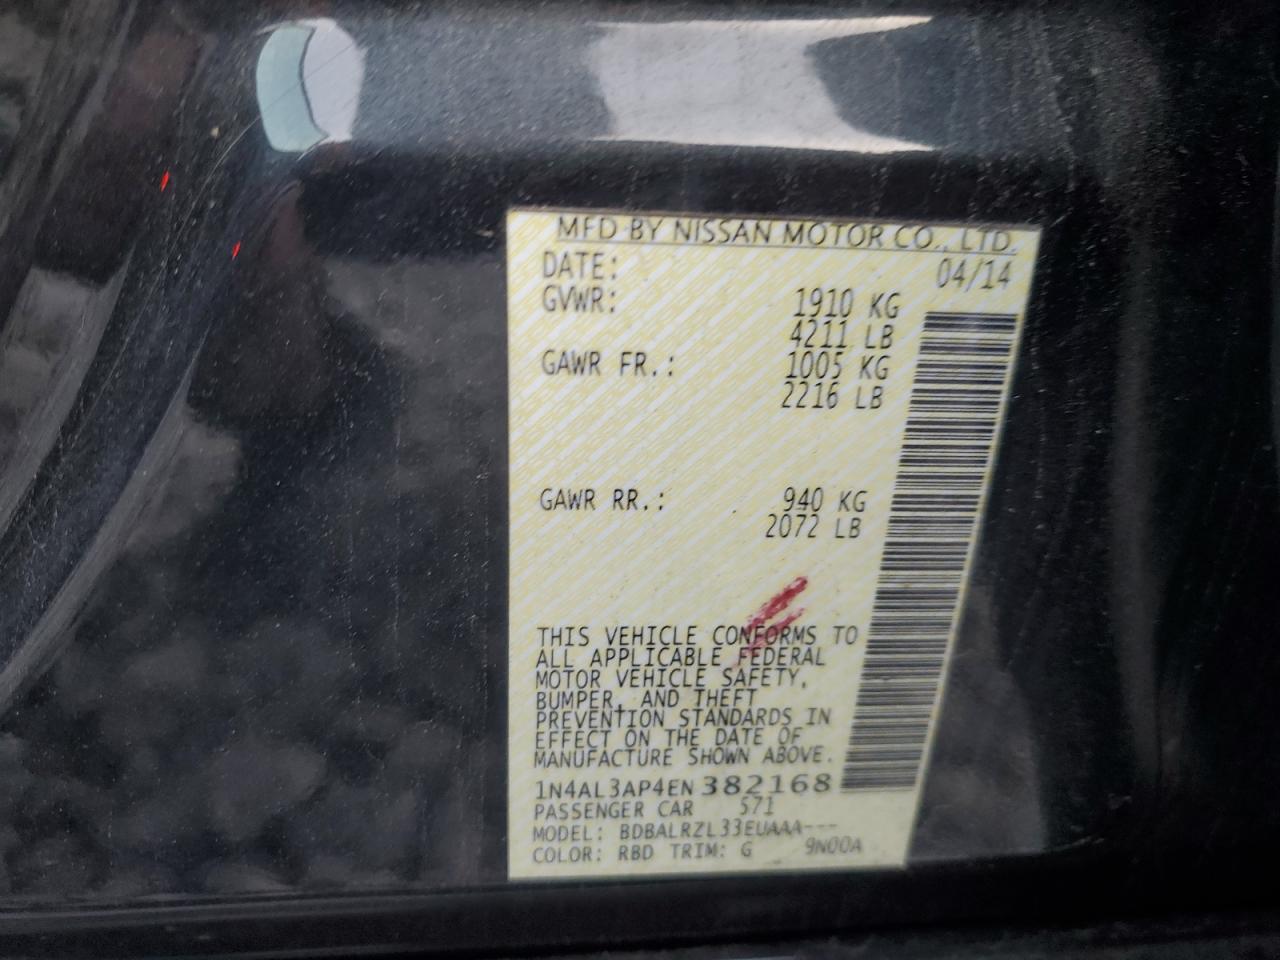 MFD BY NISSAN MOTOR CO., LTD.
DATE: 04/14
GVWR: 1910 KG
4211 LB
GAWR FR.: 1005 KG
2216 LB
GAWR RR.: 940 KG
2072 LB
THIS VEHICLE CONFORMS TO
ALL APPLICABLE FEDERAL
MOTOR VEHICLE SAFETY,
BUMPER, AND THEFT
PREVENTION STANDARDS IN
EFFECT ON THE DATE OF
MANUFACTURE SHOWN ABOVE.
1N4AL3AP4EN382168
PASSENGER CAR 571
MODEL: BDBALRZL33EUAAA---
COLOR: RBD TRIM: G 9N00A